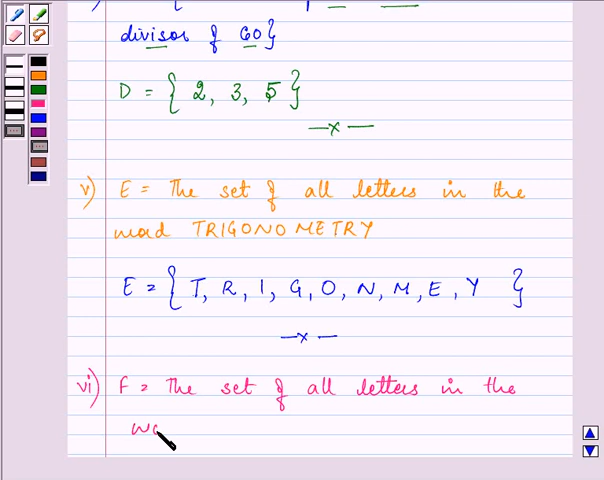 divisor of 60}
D = { 2, 3, 5 }
—x—
v) E = The set of all letters in the
word TRIGONOMETRY
E = { T, R, I, G, O, N, M, E, Y }
—x—
vi) F = The set of all letters in the